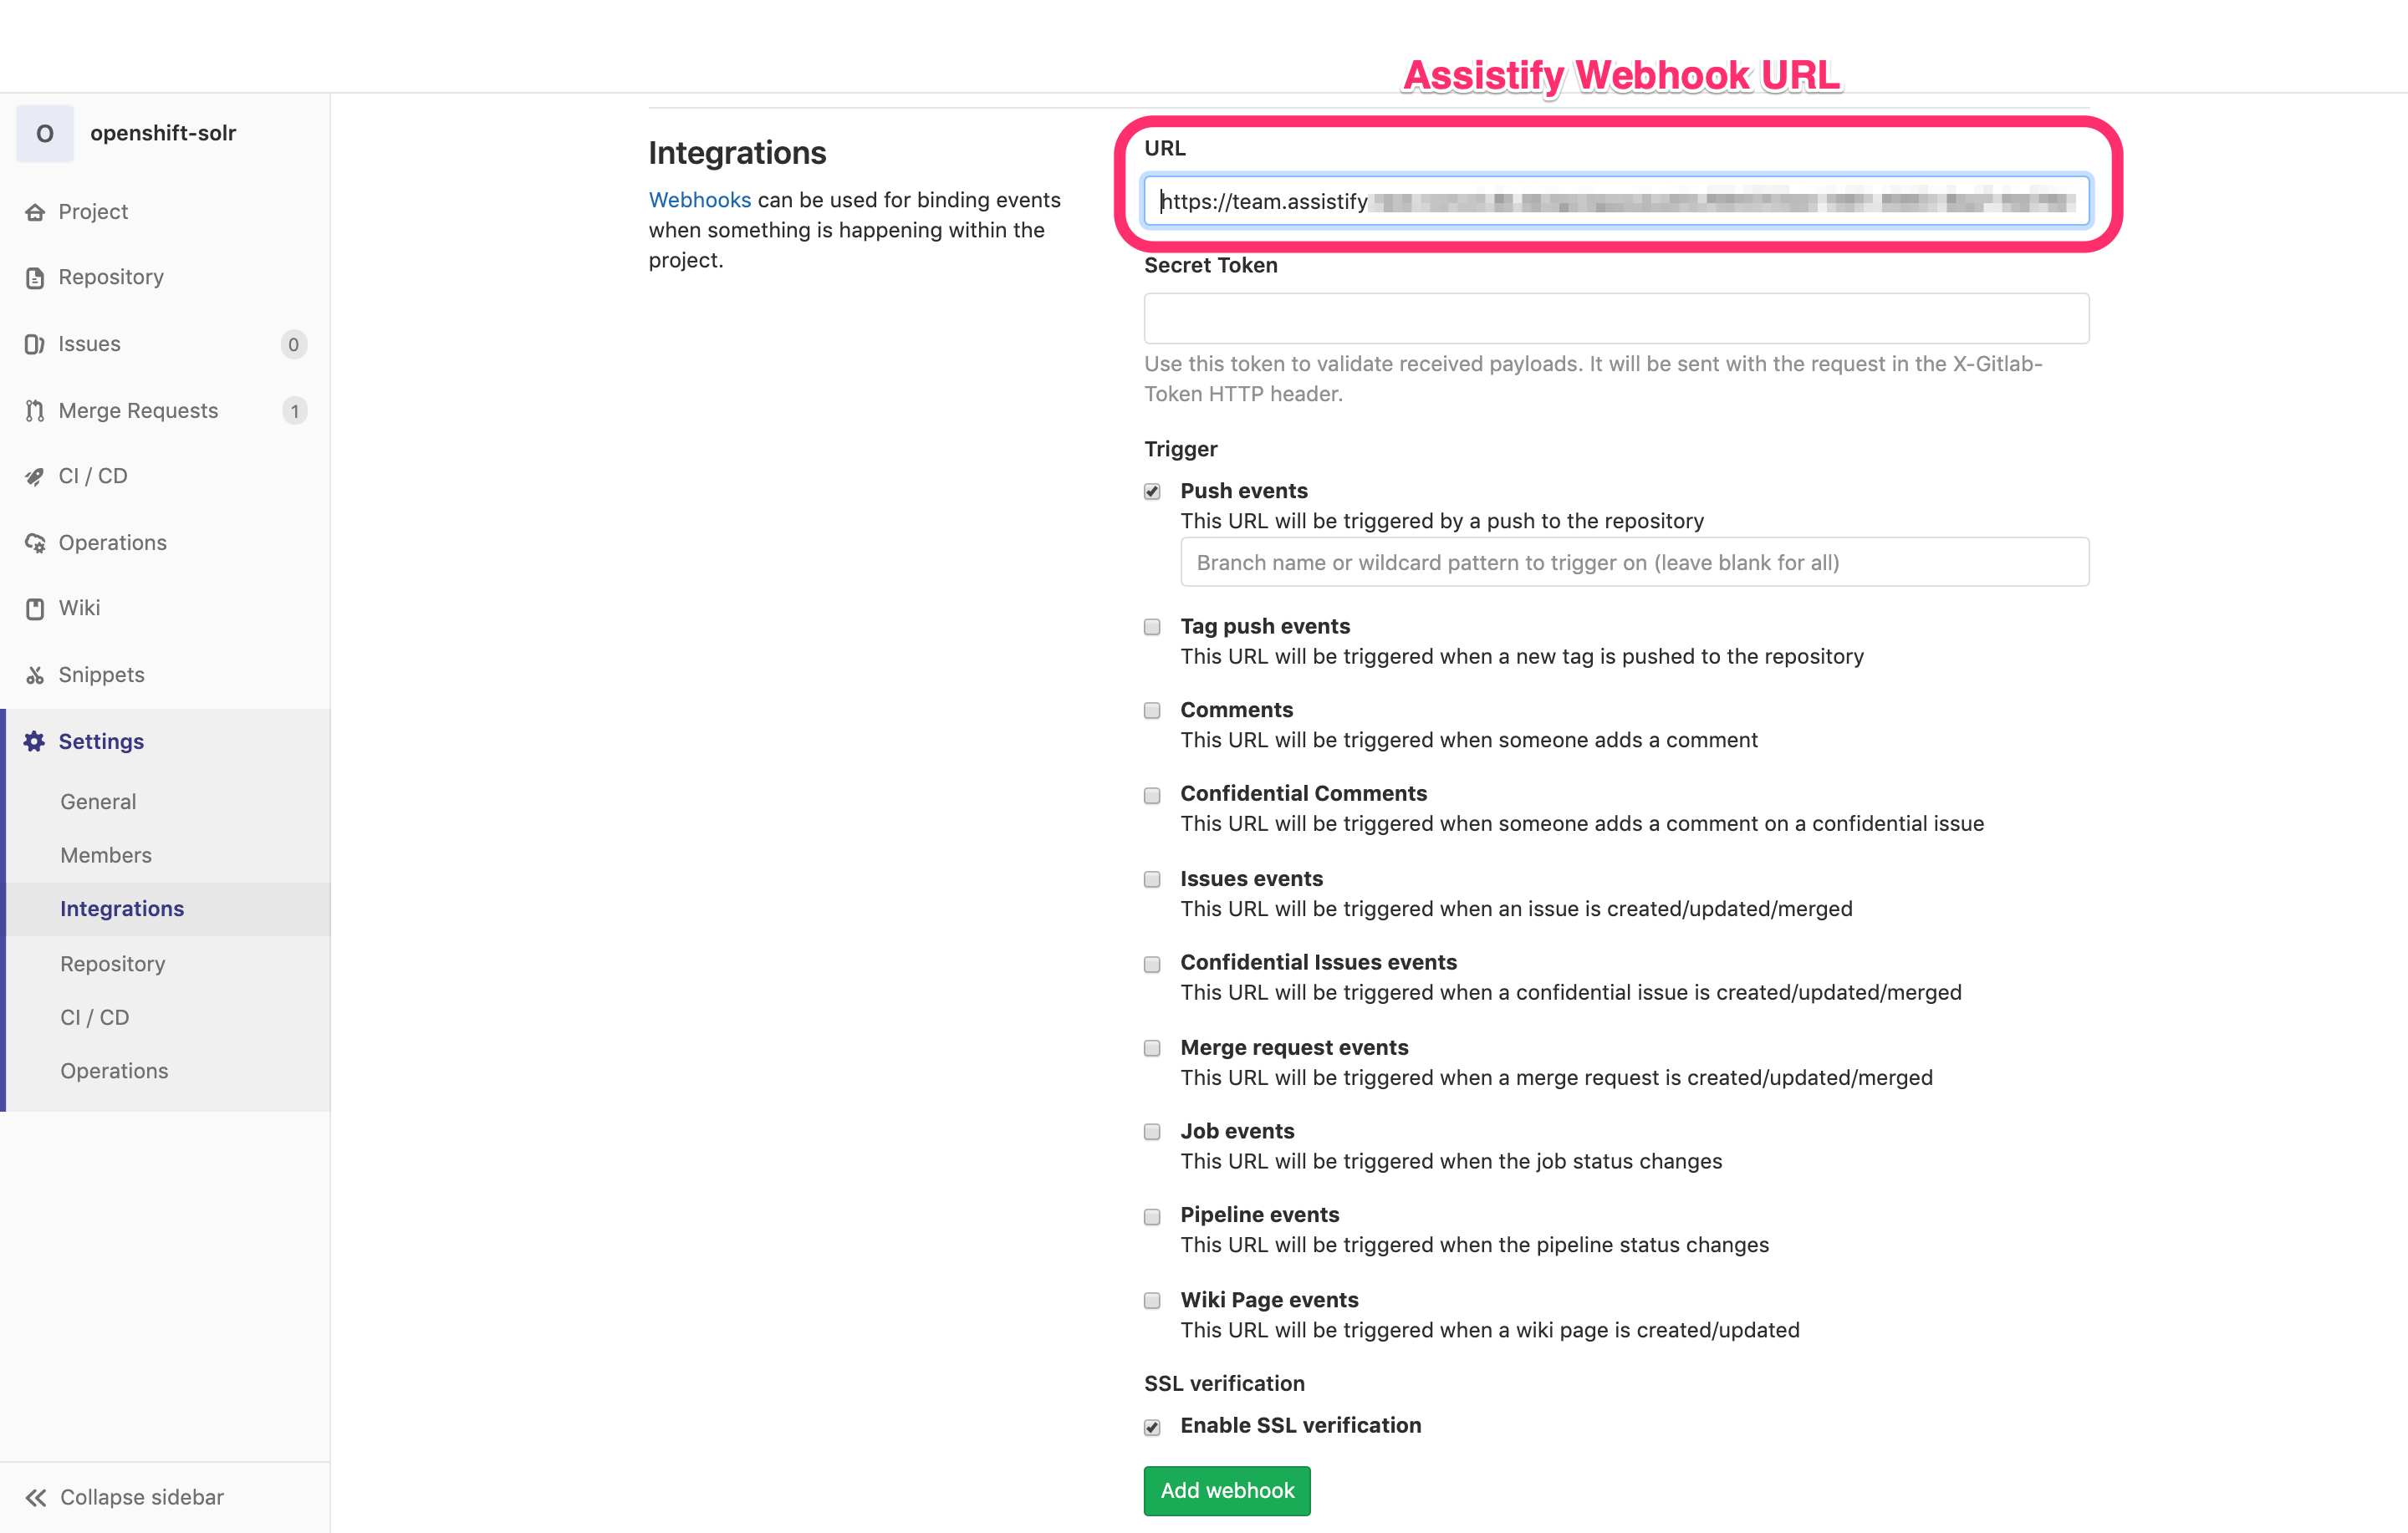 Assistify Webhook URL
O openshift-solr
Project
Repository
Issues 0
Merge Requests 1
CI / CD
Operations
Wiki
Snippets
Settings
General
Members
Integrations
Repository
CI / CD
Operations
Collapse sidebar
Integrations
Webhooks can be used for binding events
when something is happening within the
project.
URL
https://team.assistify
Secret Token
Use this token to validate received payloads. It will be sent with the request in the X-Gitlab-
Token HTTP header.
Trigger
Push events
This URL will be triggered by a push to the repository
Branch name or wildcard pattern to trigger on (leave blank for all)
Tag push events
This URL will be triggered when a new tag is pushed to the repository
Comments
This URL will be triggered when someone adds a comment
Confidential Comments
This URL will be triggered when someone adds a comment on a confidential issue
Issues events
This URL will be triggered when an issue is created/updated/merged
Confidential Issues events
This URL will be triggered when a confidential issue is created/updated/merged
Merge request events
This URL will be triggered when a merge request is created/updated/merged
Job events
This URL will be triggered when the job status changes
Pipeline events
This URL will be triggered when the pipeline status changes
Wiki Page events
This URL will be triggered when a wiki page is created/updated
SSL verification
Enable SSL verification
Add webhook